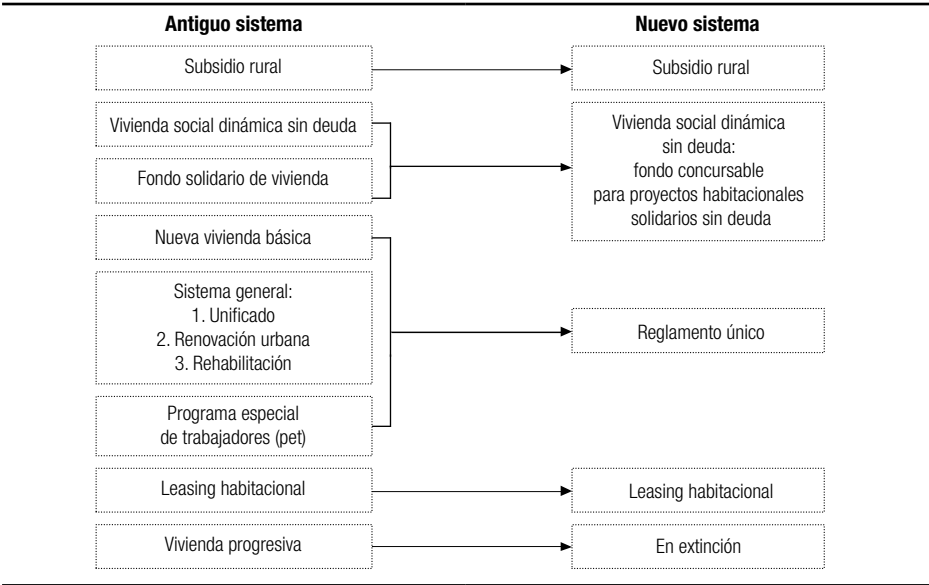 Antiguo sistema
Nuevo sistema
Subsidio rural
Subsidio rural
Vivienda social dinámica sin deuda
Fondo solidario de vivienda
Vivienda social dinámica
sin deuda:
fondo concursable
para proyectos habitacionales
solidarios sin deuda
Nueva vivienda básica
Sistema general:
1. Unificado
2. Renovación urbana
3. Rehabilitación
Programa especial
de trabajadores (pet)
Reglamento único
Leasing habitacional
Leasing habitacional
Vivienda progresiva
En extinción